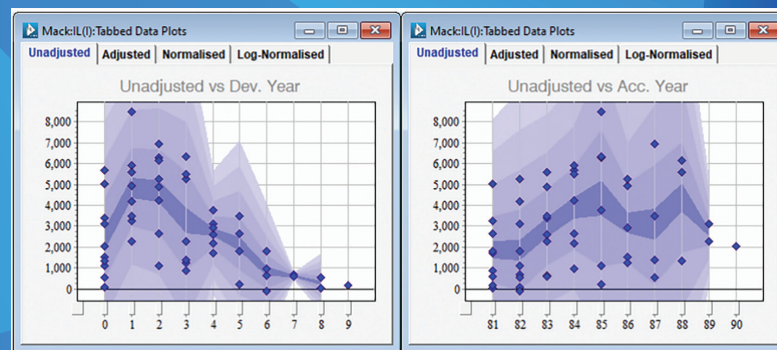 Mack:IL(I):Tabbed Data Plots
Unadjusted Adjusted Normalised Log-Normalised
Unadjusted vs Dev. Year
8,000
7,000
6,000
5,000
4,000
3,000
2,000
1,000
0
0 1 2 3 4 5 6 7 8 9
Mack:IL(I):Tabbed Data Plots
Unadjusted Adjusted Normalised Log-Normalised
Unadjusted vs Acc. Year
8,000
7,000
6,000
5,000
4,000
3,000
2,000
1,000
0
81 82 83 84 85 86 87 88 89 90